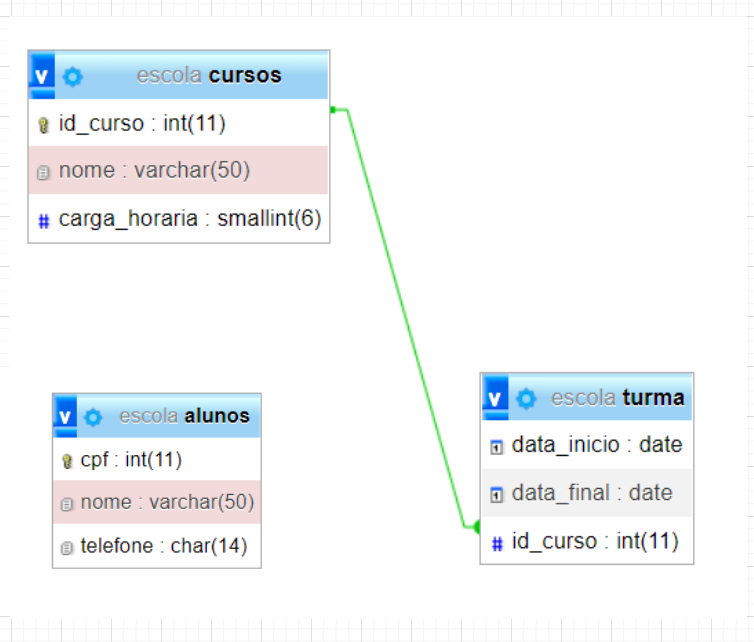 v escola cursos
id_curso : int(11)
nome : varchar(50)
# carga_horaria : smallint(6)
v escola alunos
cpf : int(11)
nome : varchar(50)
telefone : char(14)
v escola turma
data_inicio : date
data_final : date
# id_curso : int(11)